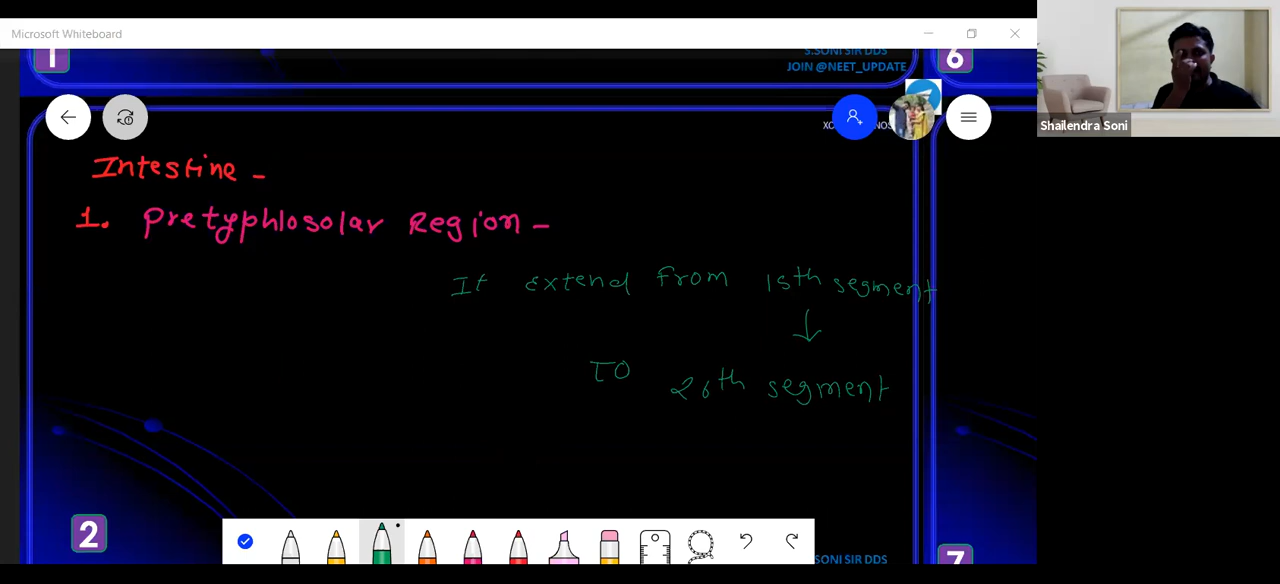 Microsoft Whiteboard
1
S.SONI SIR DDS
JOIN @NEET_UPDATE
6
Shailendra Soni
Intestine -
1. Pretyphlosolar Region -
It extend from 15th segment
TO 26th segment
2
SONI SIR DDS
7